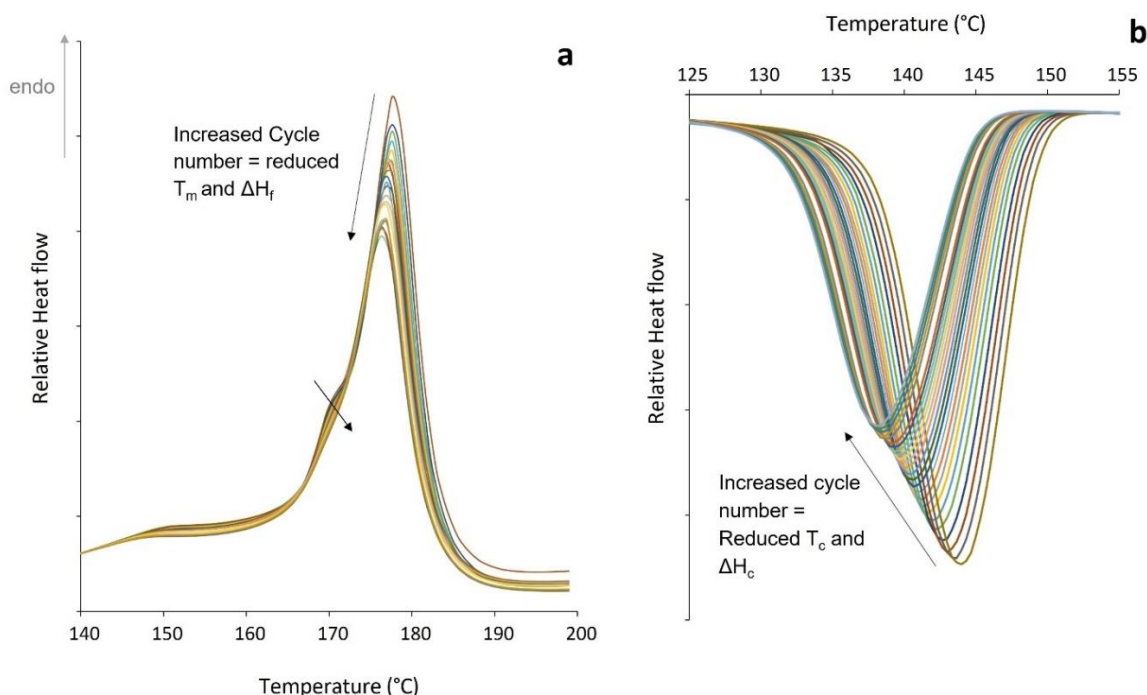 a
endo
Increased Cycle
number = reduced
Tm and ΔHf
Relative Heat flow
140 150 160 170 180 190 200
Temperature (°C)
b
Temperature (°C)
125 130 135 140 145 150 155
Relative Heat flow
Increased cycle
number =
Reduced Tc and
ΔHc